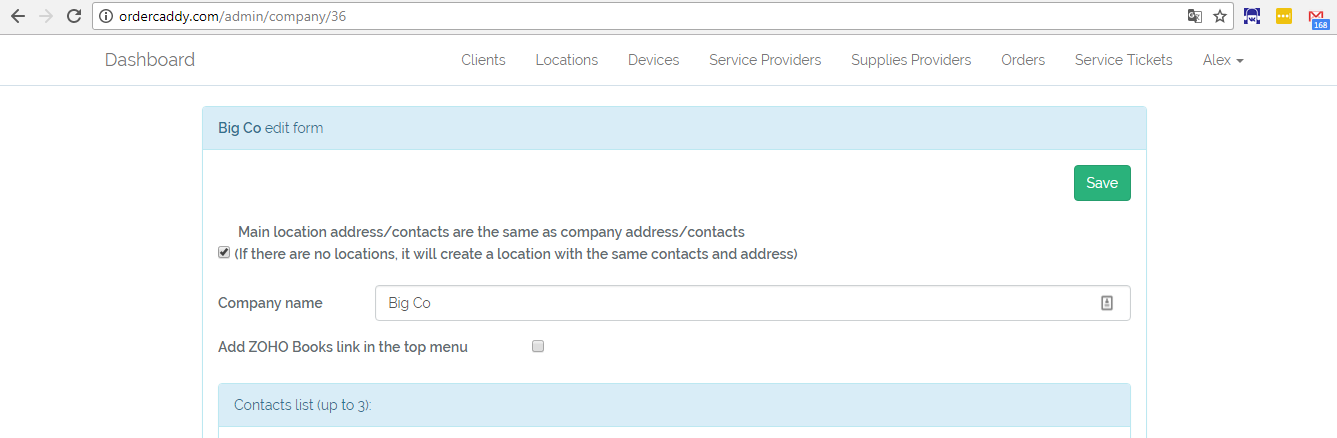 ordercaddy.com/admin/company/36
168
Dashboard Clients Locations Devices Service Providers Supplies Providers Orders Service Tickets Alex
Big Co edit form
Save
Main location address/contacts are the same as company address/contacts
(If there are no locations, it will create a location with the same contacts and address)
Company name Big Co
Add ZOHO Books link in the top menu
Contacts list (up to 3):